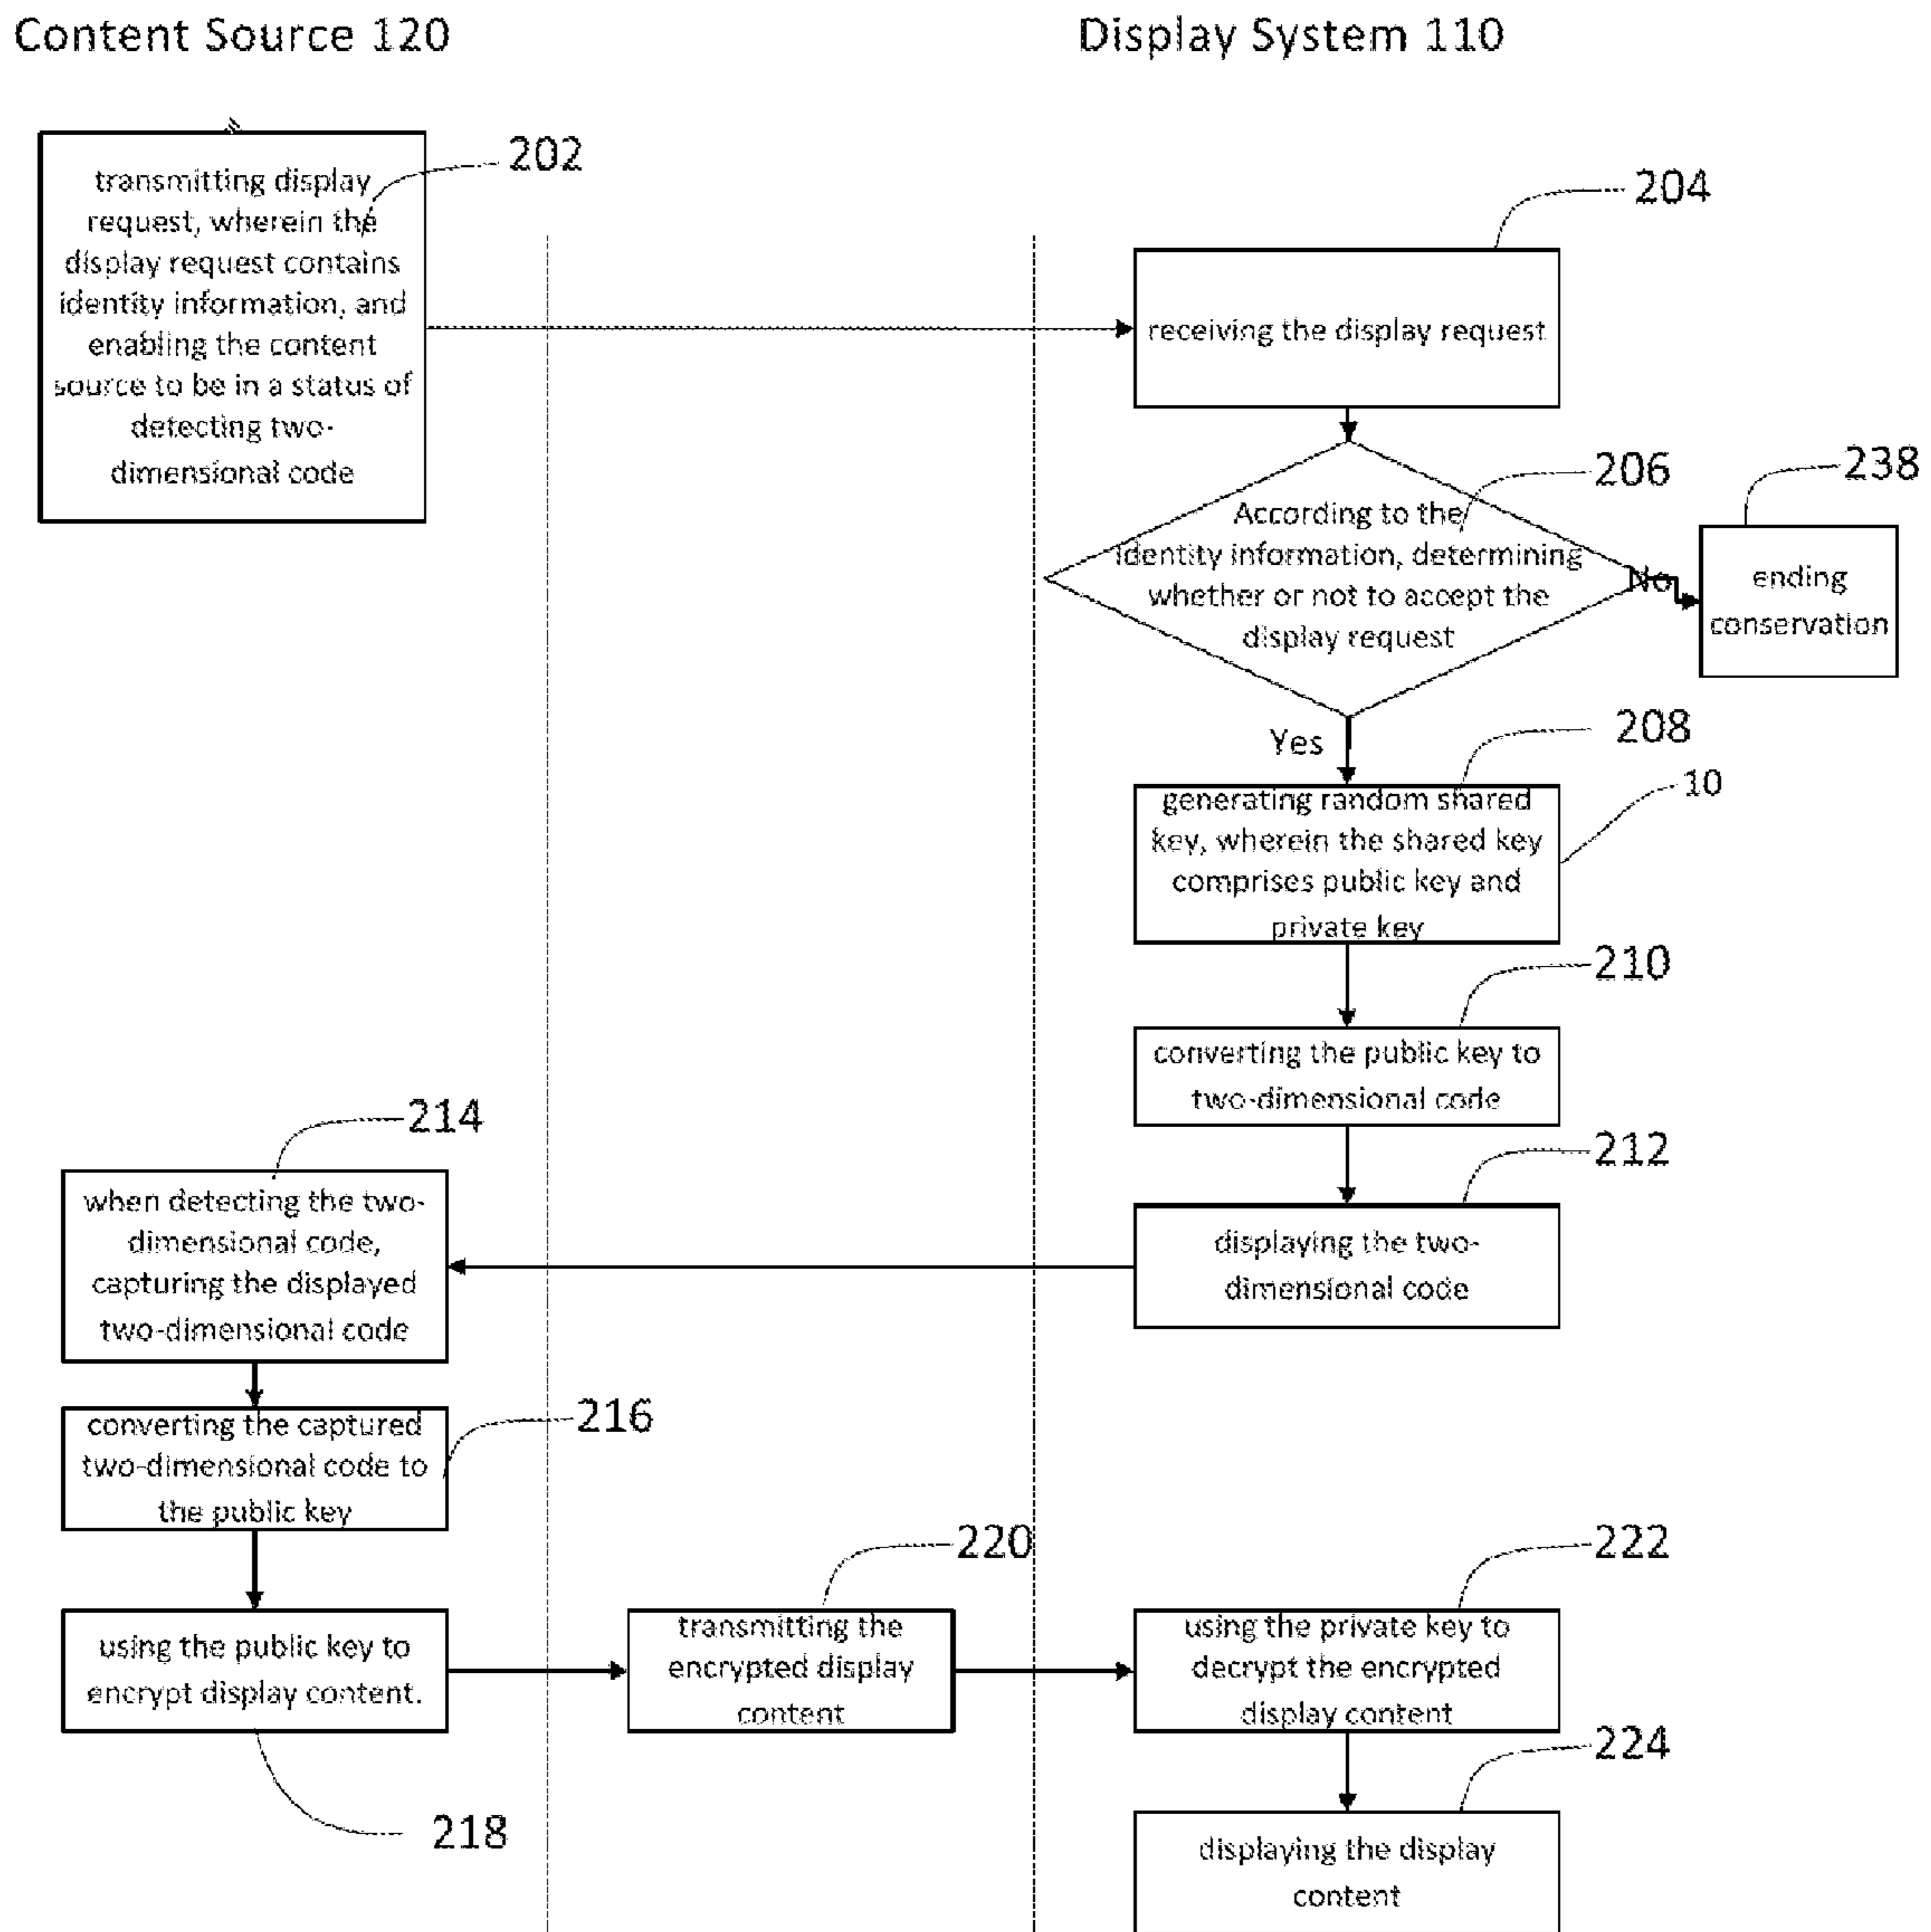 Content Source 120
Display System 110
202
transmitting display
request, wherein the
display request contains
identity information, and
enabling the content
source to be in a status of
detecting two-
dimensional code
204
receiving the display request
206
According to the
identity information, determining
whether or not to accept the
display request
No
238
ending
conservation
Yes
208
10
generating random shared
key, wherein the shared key
comprises public key and
private key
210
converting the public key to
two-dimensional code
212
displaying the two-
dimensional code
214
when detecting the two-
dimensional code,
capturing the displayed
two-dimensional code
216
converting the captured
two-dimensional code to
the public key
using the public key to
encrypt display content.
218
220
transmitting the
encrypted display
content
222
using the private key to
decrypt the encrypted
display content
224
displaying the display
content